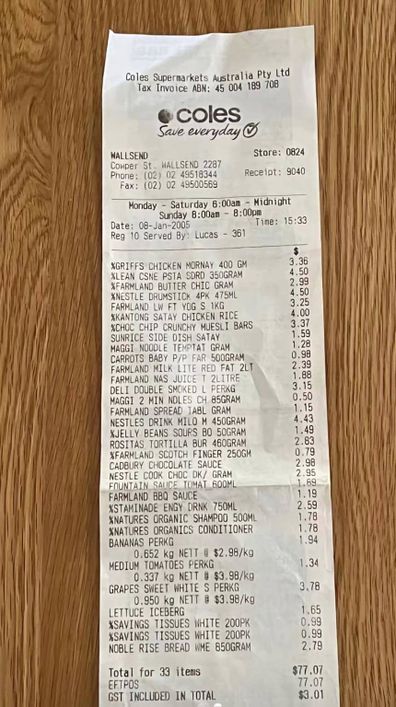 Coles Supermarkets Australia Pty Ltd
Tax Invoice ABN: 45 004 189 708
coles
Save everyday
WALLSEND Store: 0824
Cowper St. WALLSEND 2287
Phone: (02) 02 49518344 Receipt: 9040
Fax: (02) 02 49500569
Monday - Saturday 6:00am - Midnight
Sunday 8:00am - 8:00pm
Date: 08-Jan-2005 Time: 15:33
Reg 10 Served By: Lucas - 361
$
%GRIFFS CHICKEN MORNAY 400 GM 3.36
%LEAN CSNE PSTA SDRD 350GRAM 4.50
%FARMLAND BUTTER CHIC GRAM 2.99
%NESTLE DRUMSTICK 4PK 475ML 4.50
FARMLAND LW FT YOG S 1KG 3.25
%KANTONG SATAY CHICKEN RICE 4.00
%CHOC CHIP CRUNCHY MUESLI BARS 3.37
SUNRICE SIDE DISH SATAY 1.59
MAGGI NOODLE TEMPTAT GRAM 1.28
CARROTS BABY P/P FAR 500GRAM 0.98
FARMLAND MILK LITE RED FAT 2LT 2.39
FARMLAND NAS JUICE T 2LITRE 1.88
DELI DOUBLE SMOKED L PERKG 3.15
MAGGI 2 MIN NDLES CH 85GRAM 0.50
FARMLAND SPREAD TABL GRAM 1.15
NESTLES DRINK MILO M 450GRAM 4.43
%JELLY BEANS SOURS BO 50GRAM 1.49
ROSITAS TORTILLA BUR 460GRAM 2.83
%FARMLAND SCOTCH FINGER 250GM 0.79
CADBURY CHOCOLATE SAUCE 2.98
NESTLE COOK CHOC DK/ GRAM 2.95
FOUNTAIN SAUCE TOMAT 600ML 1.69
FARMLAND BBQ SAUCE 1.19
%STAMINADE ENGY DRNK 750ML 2.59
%NATURES ORGANIC SHAMPOO 500ML 1.78
%NATURES ORGANICS CONDITIONER 1.78
BANANAS PERKG 1.94
0.652 kg NETT @ $2.98/kg
MEDIUM TOMATOES PERKG 1.34
0.337 kg NETT @ $3.98/kg
GRAPES SWEET WHITE S PERKG 3.78
0.950 kg NETT @ $3.98/kg
LETTUCE ICEBERG 1.65
%SAVINGS TISSUES WHITE 200PK 0.99
%SAVINGS TISSUES WHITE 200PK 0.99
NOBLE RISE BREAD WME 850GRAM 2.79
Total for 33 items $77.07
EFTPOS 77.07
GST INCLUDED IN TOTAL $3.01